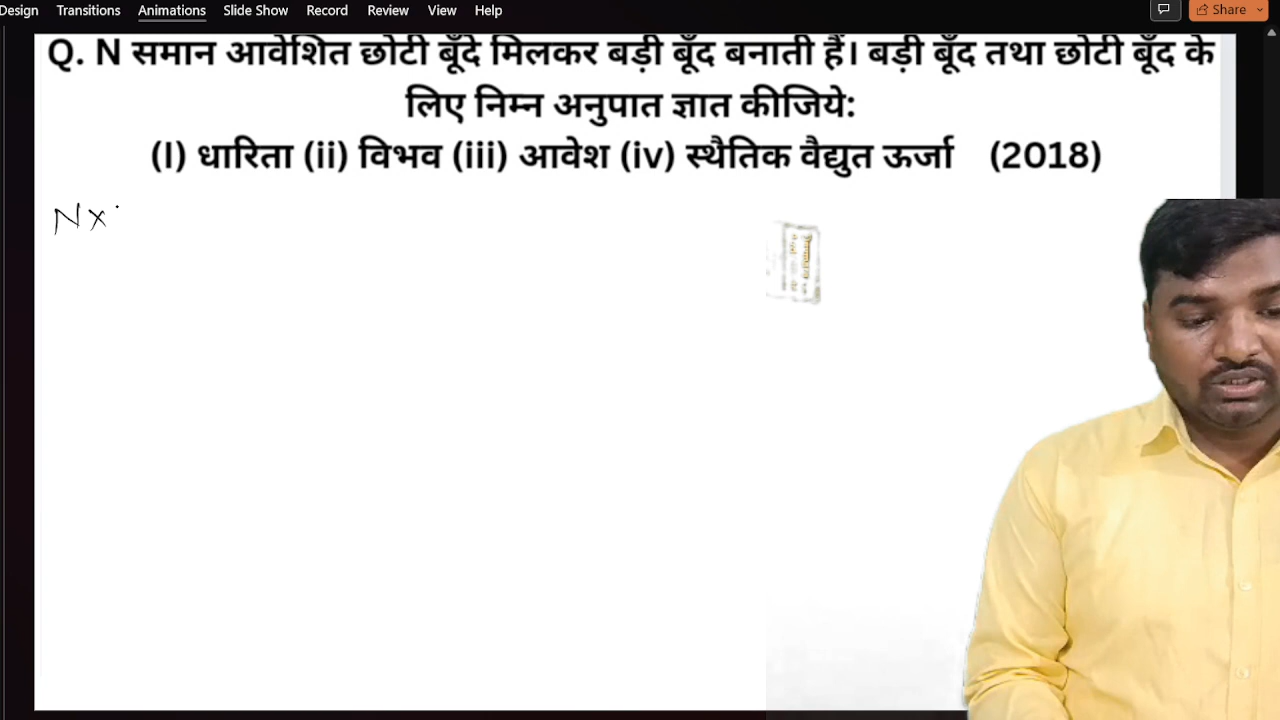 Design Transitions Animations Slide Show Record Review View Help Share
Q. N समान आवेशित छोटी बूँदे मिलकर बड़ी बूँद बनाती हैं। बड़ी बूँद तथा छोटी बूँद के
लिए निम्न अनुपात ज्ञात कीजिये:
(I) धारिता (ii) विभव (iii) आवेश (iv) स्थैतिक वैद्युत ऊर्जा (2018)
N×